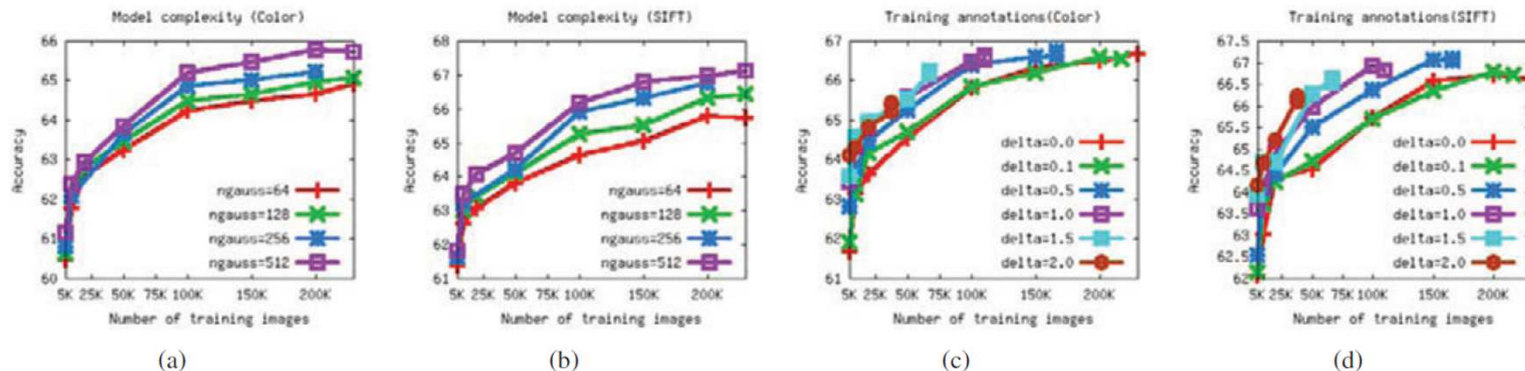 Model complexity (Color)
66
65
64
63
62
61
60
Accuracy
ngauss=64
ngauss=128
ngauss=256
ngauss=512
5K 25K 50K 75K 100K 150K 200K
Number of training images
(a)
Model complexity (SIFT)
68
67
66
65
64
63
62
61
Accuracy
ngauss=64
ngauss=128
ngauss=256
ngauss=512
5K 25K 50K 75K 100K 150K 200K
Number of training images
(b)
Training annotations(Color)
67
66
65
64
63
62
61
Accuracy
delta=0.0
delta=0.1
delta=0.5
delta=1.0
delta=1.5
delta=2.0
5K 25K 50K 75K 100K 150K 200K
Number of training images
(c)
Training annotations(SIFT)
67.5
67
66.5
66
65.5
65
64.5
64
63.5
63
62.5
62
Accuracy
delta=0.0
delta=0.1
delta=0.5
delta=1.0
delta=1.5
delta=2.0
5K 25K 50K 75K 100K 150K 200K
Number of training images
(d)